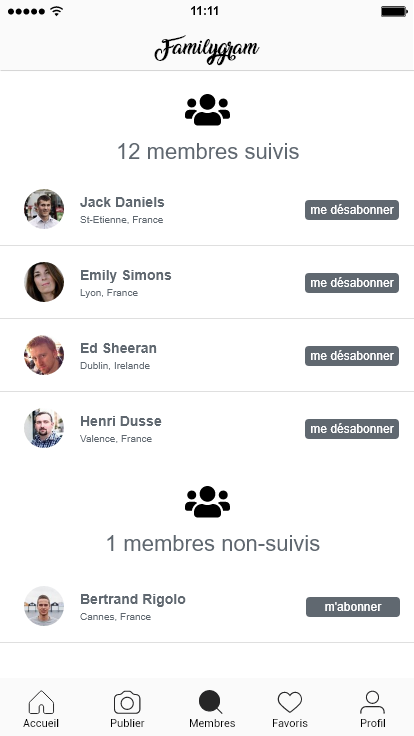 11:11
Familygram
12 membres suivis
Jack Daniels
St-Etienne, France
me désabonner
Emily Simons
Lyon, France
me désabonner
Ed Sheeran
Dublin, Irelande
me désabonner
Henri Dusse
Valence, France
me désabonner
1 membres non-suivis
Bertrand Rigolo
Cannes, France
m'abonner
Accueil
Publier
Membres
Favoris
Profil